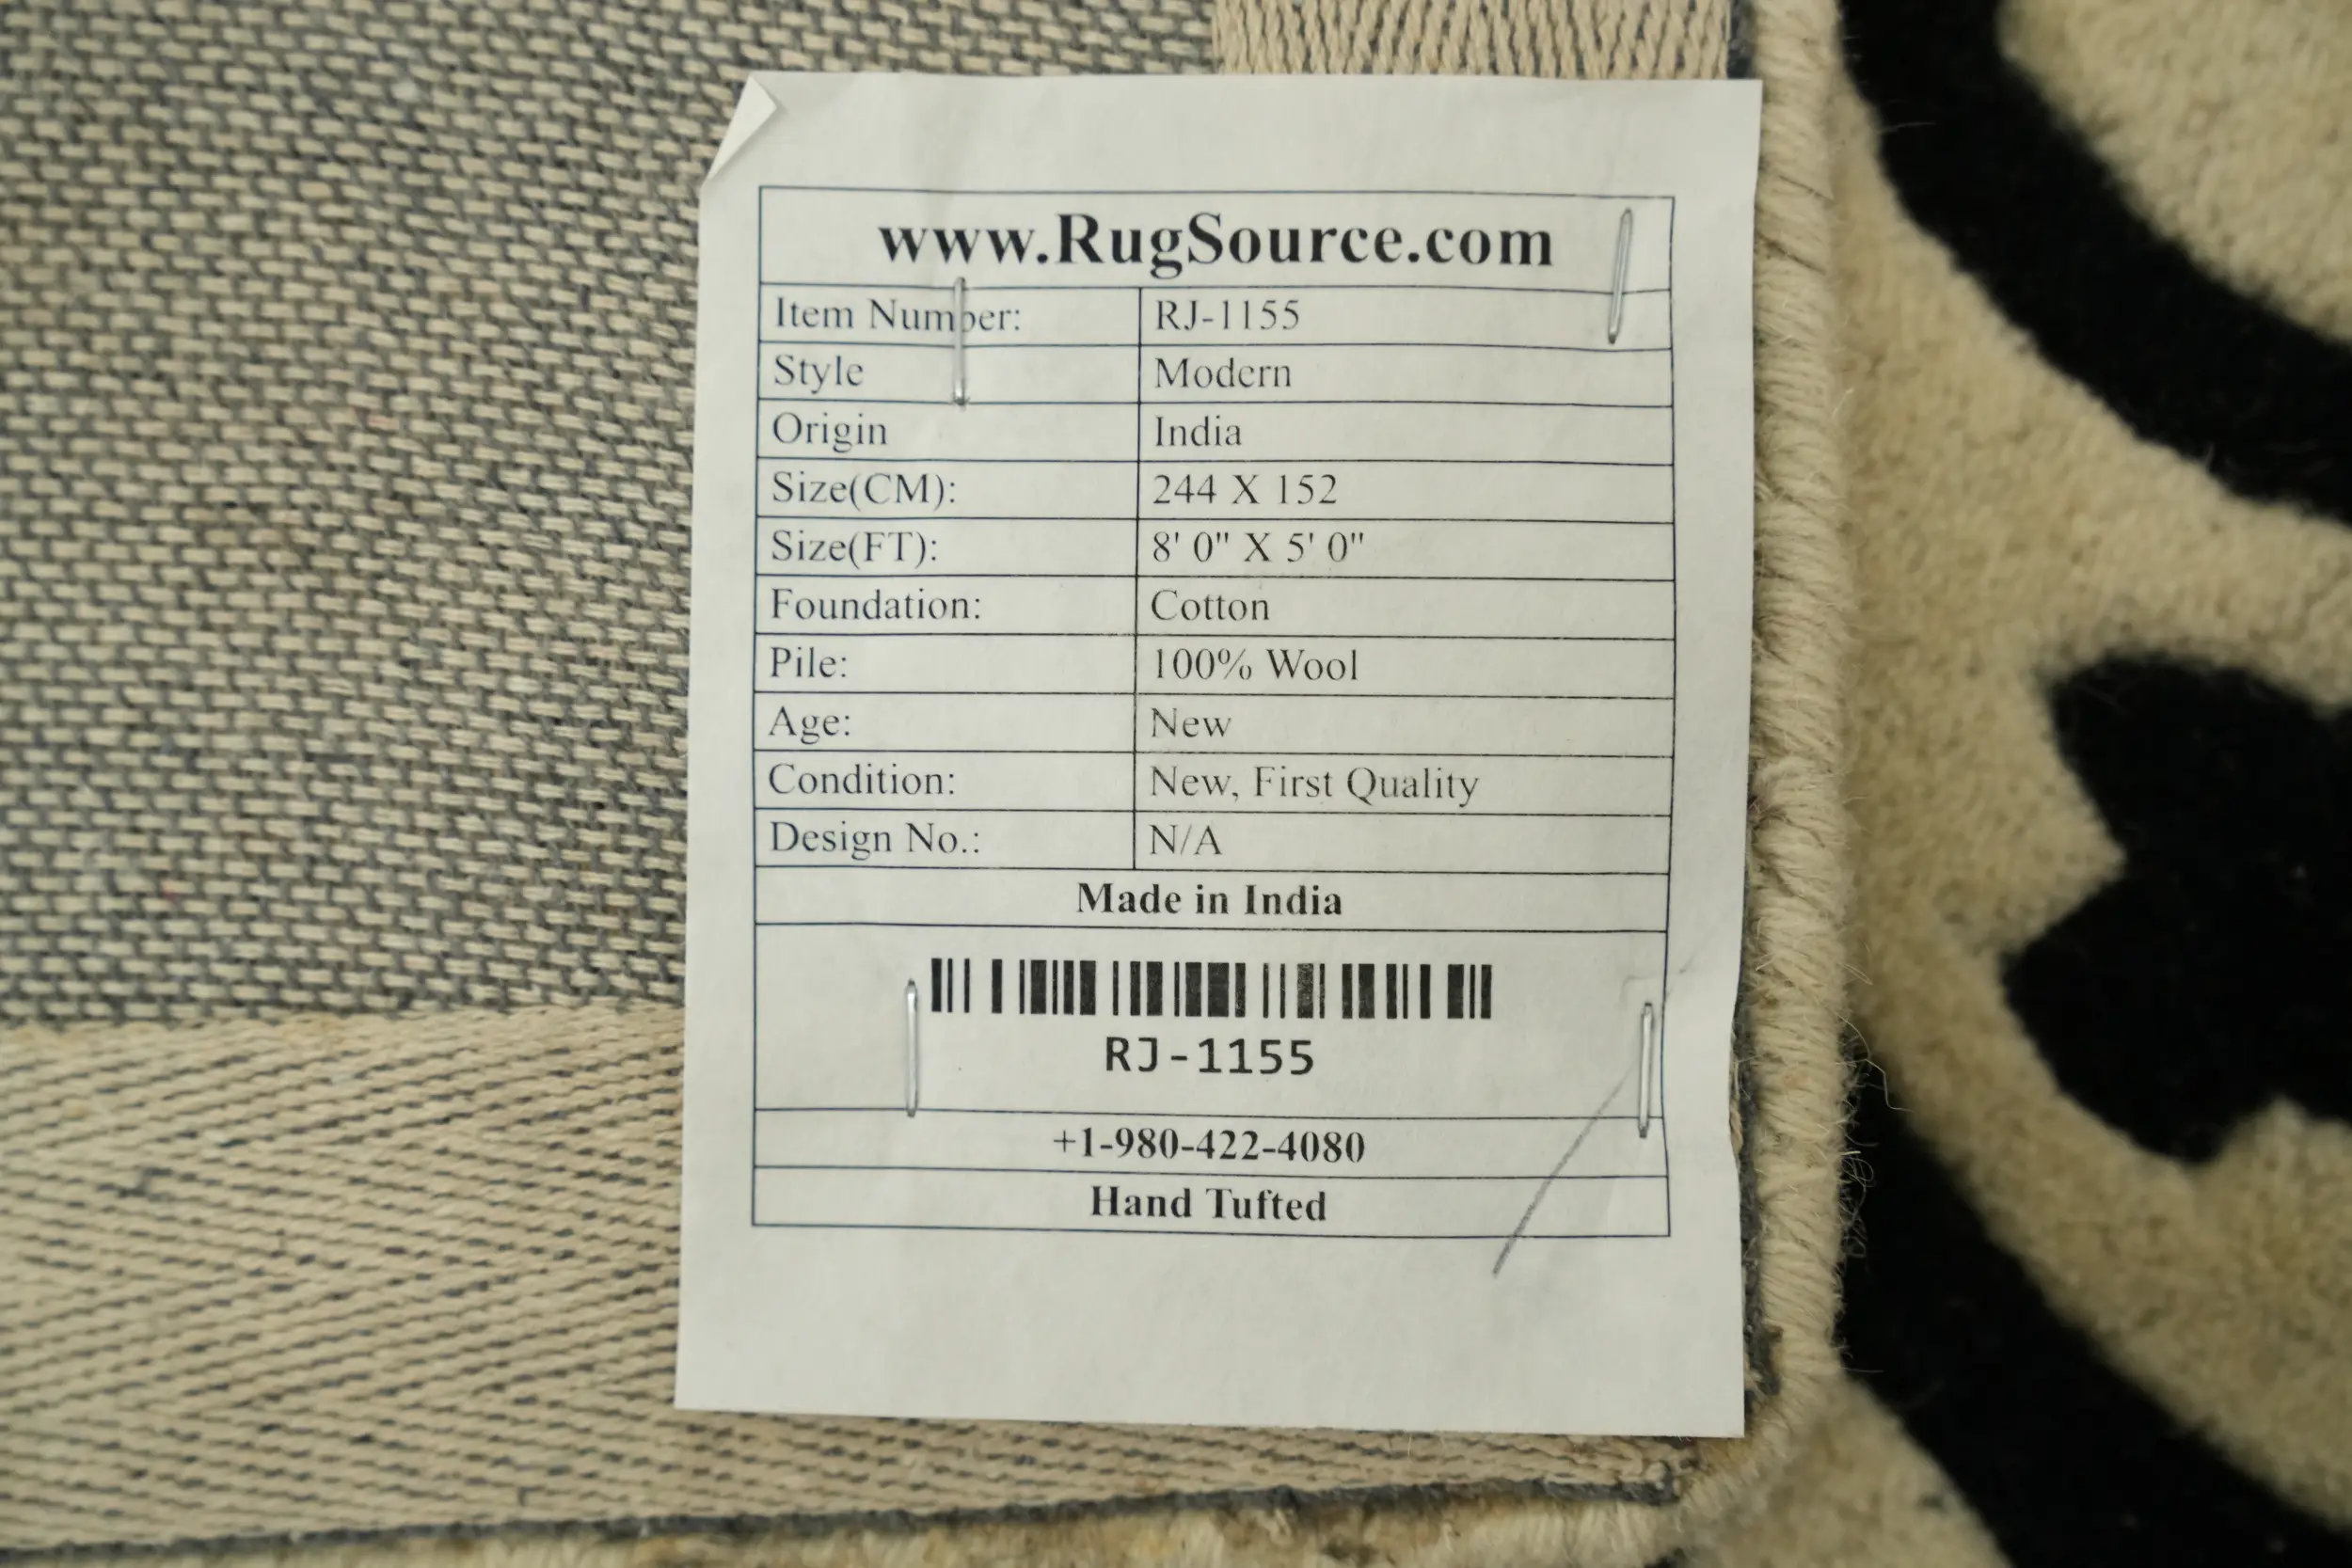 www.RugSource.com
Item Number: RJ-1155
Style Modern
Origin India
Size(CM): 244 X 152
Size(FT): 8' 0" X 5' 0"
Foundation: Cotton
Pile: 100% Wool
Age: New
Condition: New, First Quality
Design No.: N/A
Made in India
RJ-1155
+1-980-422-4080
Hand Tufted